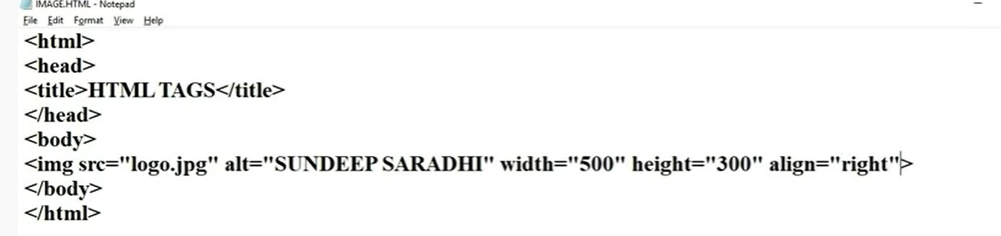 IMAGE.HTML - Notepad
File Edit Format View Help
<html>
<head>
<title>HTML TAGS</title>
</head>
<body>
<img src="logo.jpg" alt="SUNDEEP SARADHI" width="500" height="300" align="right">
</body>
</html>